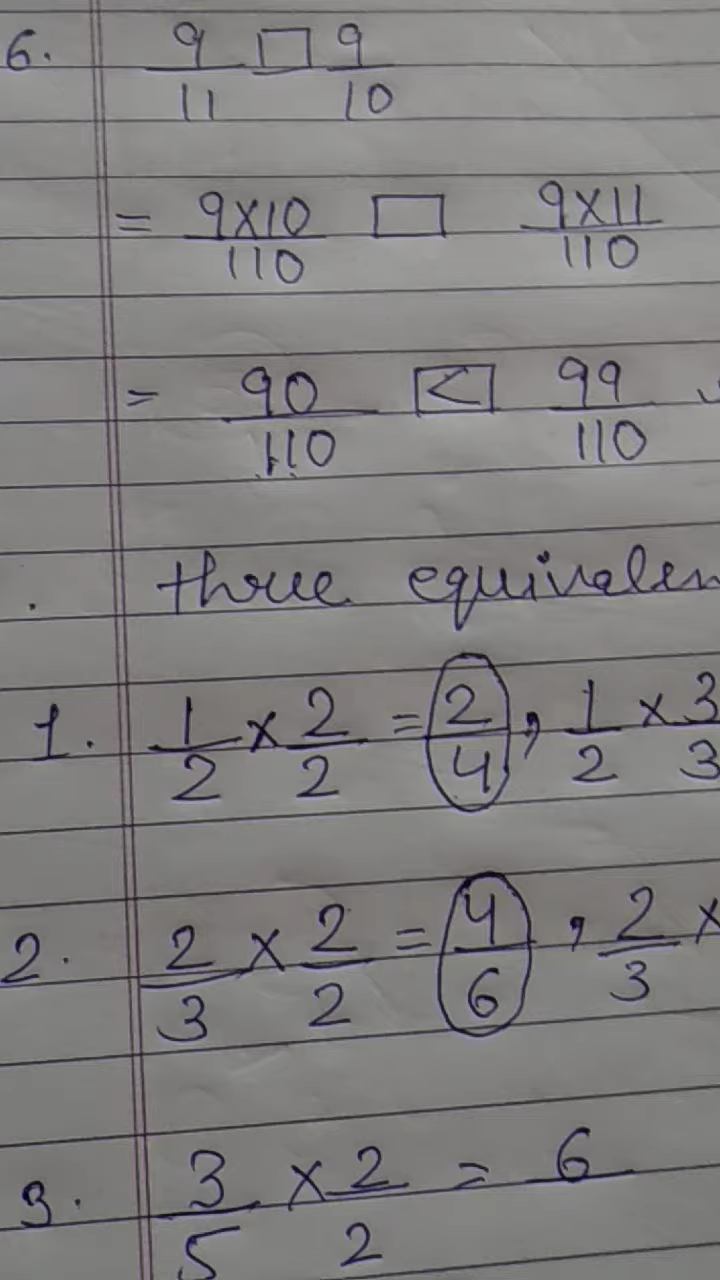 6. 9/11 □ 9/10
= 9×10/110 □ 9×11/110
= 90/110 < 99/110
. three equivalen
1. 1/2 × 2/2 = 2/4 , 1/2 × 3/3
2. 2/3 × 2/2 = 4/6 , 2/3 ×
3. 3/5 × 2/2 = 6